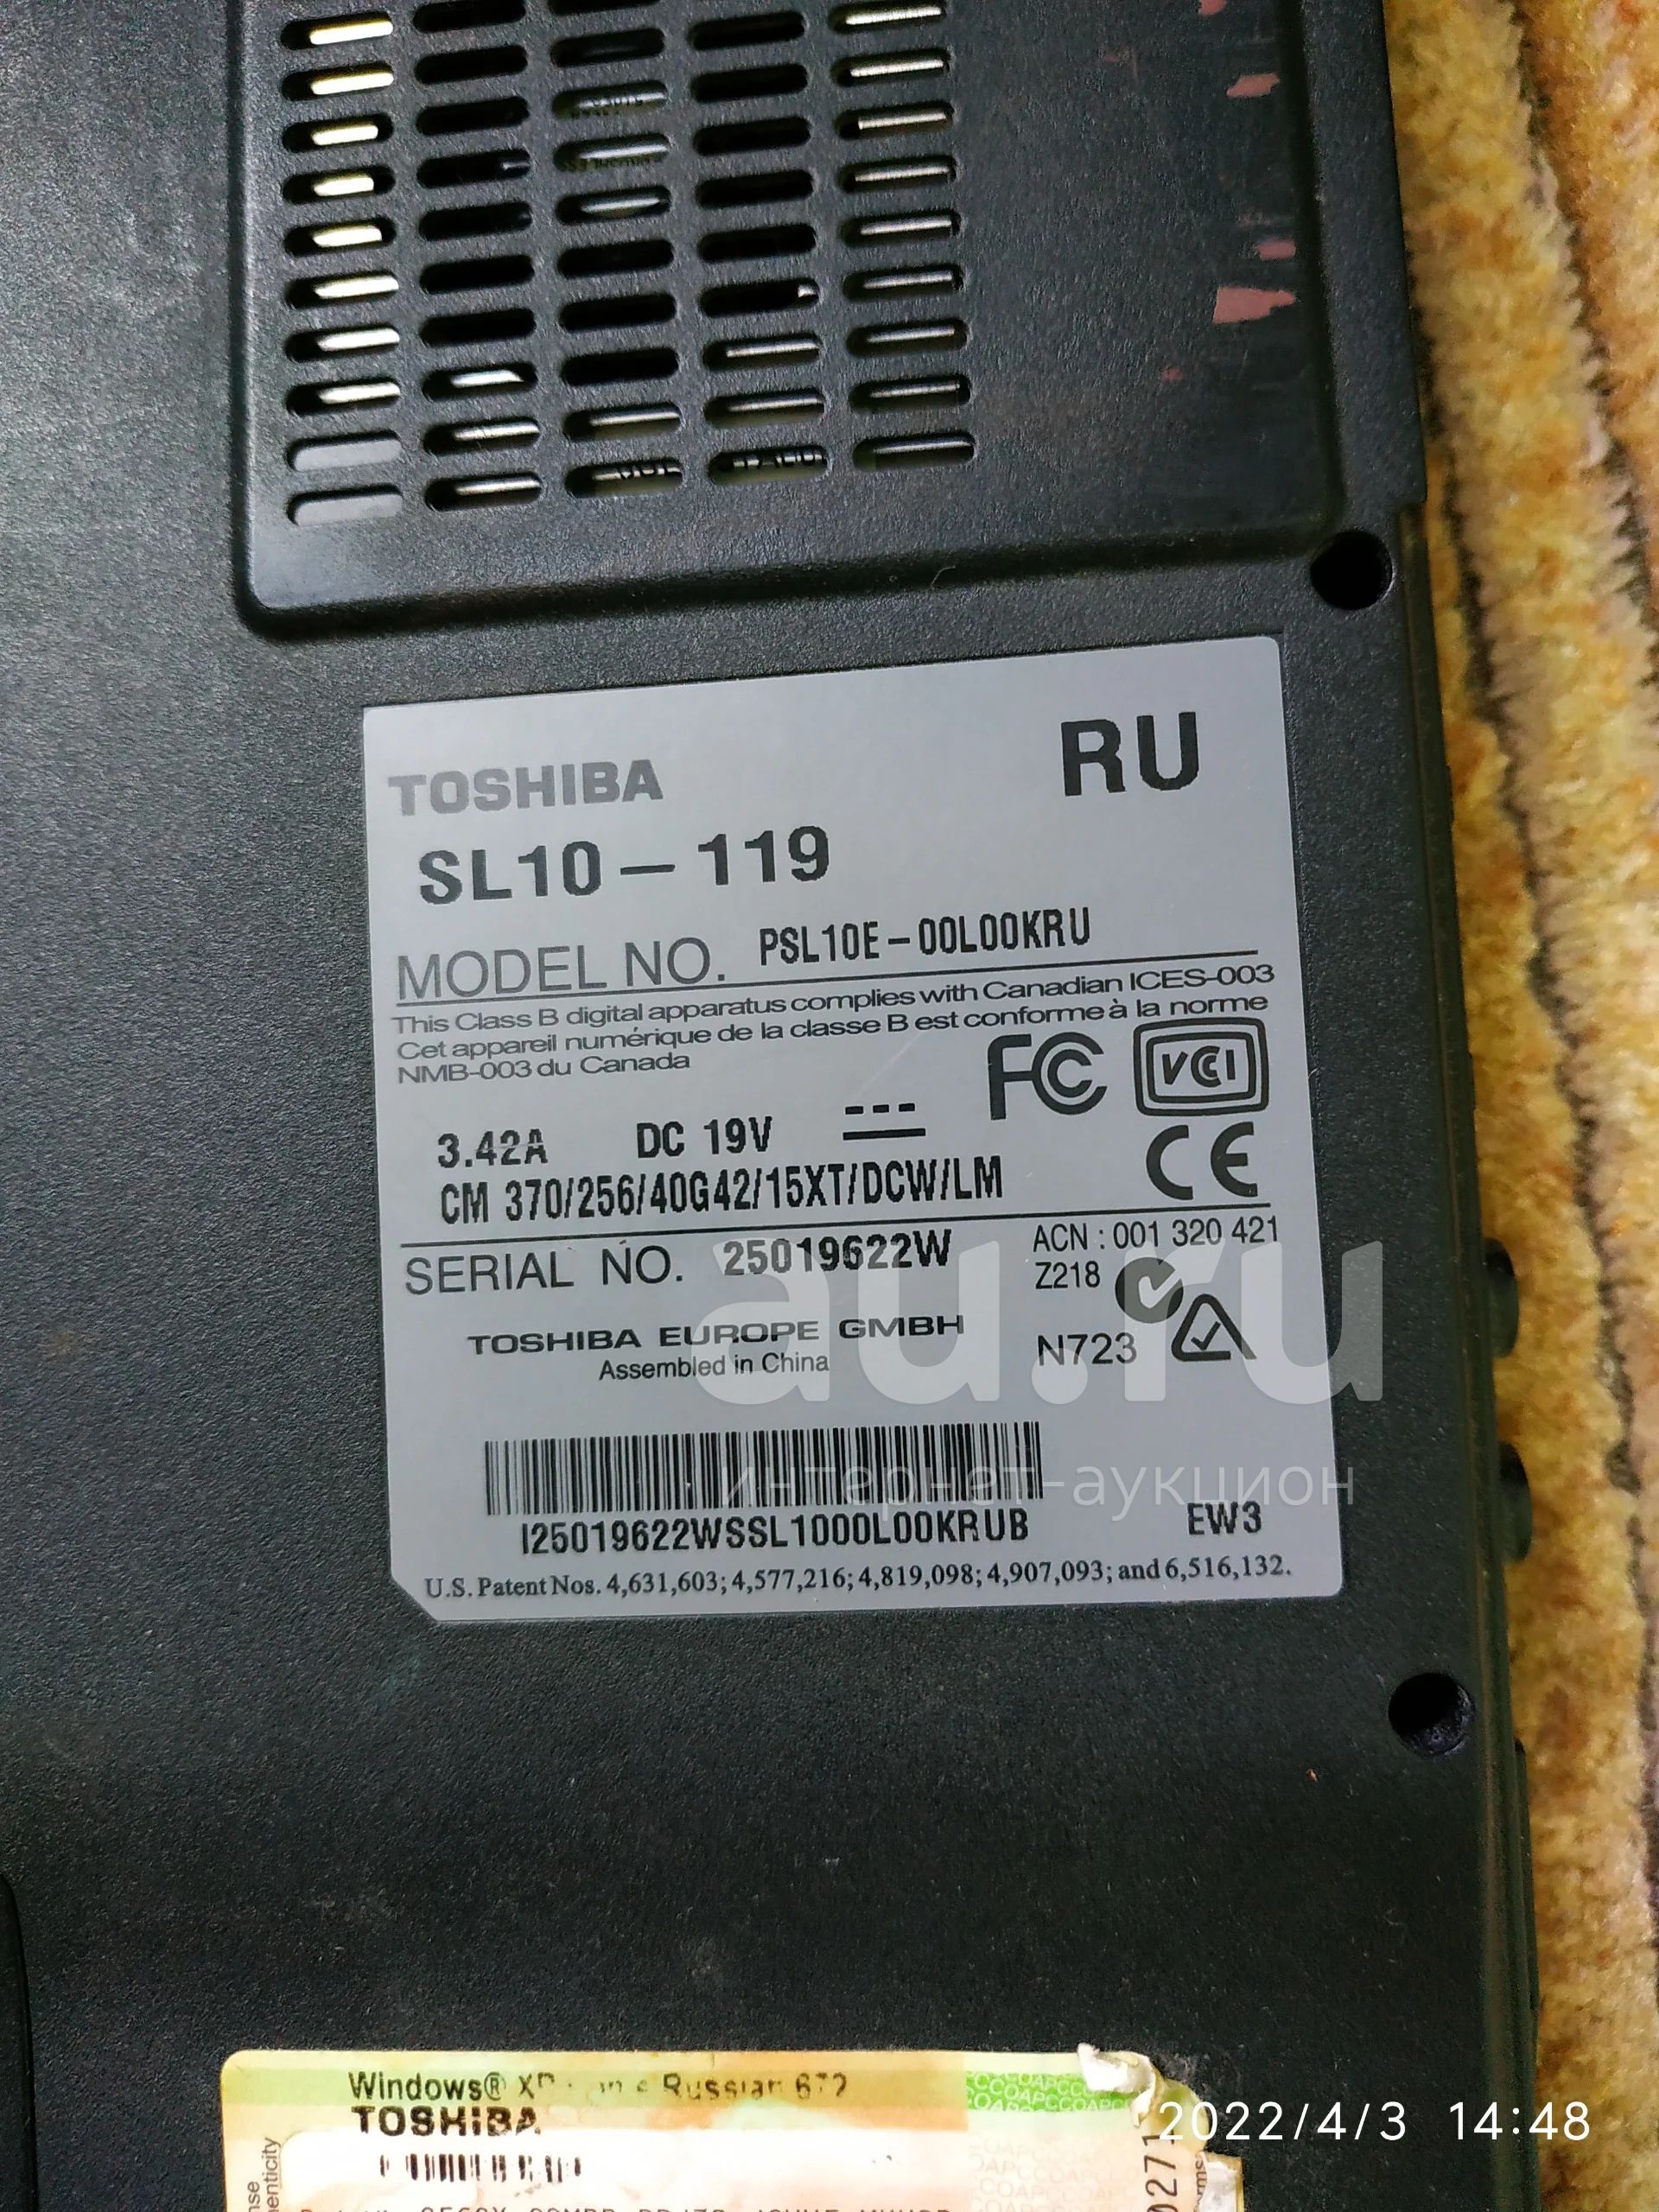 TOSHIBA
RU
SL10-119
MODEL NO. PSL10E-00L00KRU
This Class B digital apparatus complies with Canadian ICES-003
Cet appareil numérique de la classe B est conforme à la norme
NMB-003 du Canada
FC
VCI
3.42A DC 19V
CE
CM 370/256/40G42/15XT/DCW/LM
SERIAL NO. 25019622W
ACN : 001 320 421
Z218
TOSHIBA EUROPE GMBH
Assembled in China
N723
au.ru
интернет-аукцион
I25019622WSSL1000L00KRUB
EW3
U.S. Patent Nos. 4,631,603; 4,577,216; 4,819,098; 4,907,093; and 6,516,132.
Windows® Russian
TOSHIBA
2022/4/3 14:48